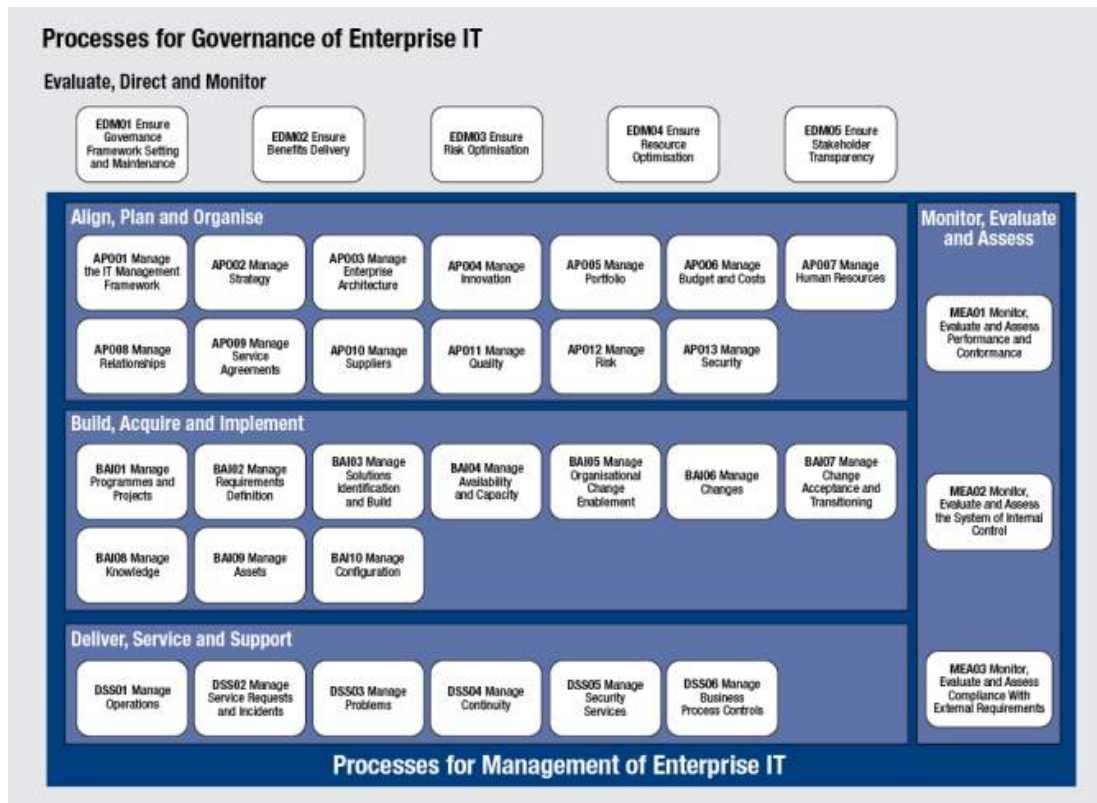 Processes for Governance of Enterprise IT
Evaluate, Direct and Monitor
EDM01 Ensure
Governance
Framework Setting
and Maintenance
EDM02 Ensure
Benefits Delivery
EDM03 Ensure
Risk Optimisation
EDM04 Ensure
Resource
Optimisation
EDM05 Ensure
Stakeholder
Transparency
Align, Plan and Organise
APO01 Manage
the IT Management
Framework
APO02 Manage
Strategy
APO03 Manage
Enterprise
Architecture
APO04 Manage
Innovation
APO05 Manage
Portfolio
APO06 Manage
Budget and Costs
APO07 Manage
Human Resources
APO08 Manage
Relationships
APO09 Manage
Service
Agreements
APO10 Manage
Suppliers
APO11 Manage
Quality
APO12 Manage
Risk
APO13 Manage
Security
Build, Acquire and Implement
BAI01 Manage
Programmes and
Projects
BAI02 Manage
Requirements
Definition
BAI03 Manage
Solutions
Identification
and Build
BAI04 Manage
Availability
and Capacity
BAI05 Manage
Organisational
Change
Enablement
BAI06 Manage
Changes
BAI07 Manage
Change
Acceptance and
Transitioning
BAI08 Manage
Knowledge
BAI09 Manage
Assets
BAI10 Manage
Configuration
Deliver, Service and Support
DSS01 Manage
Operations
DSS02 Manage
Service Requests
and Incidents
DSS03 Manage
Problems
DSS04 Manage
Continuity
DSS05 Manage
Security
Services
DSS06 Manage
Business
Process Controls
Monitor, Evaluate
and Assess
MEA01 Monitor,
Evaluate and Assess
Performance and
Conformance
MEA02 Monitor,
Evaluate and Assess
the System of Internal
Control
MEA03 Monitor,
Evaluate and Assess
Compliance With
External Requirements
Processes for Management of Enterprise IT